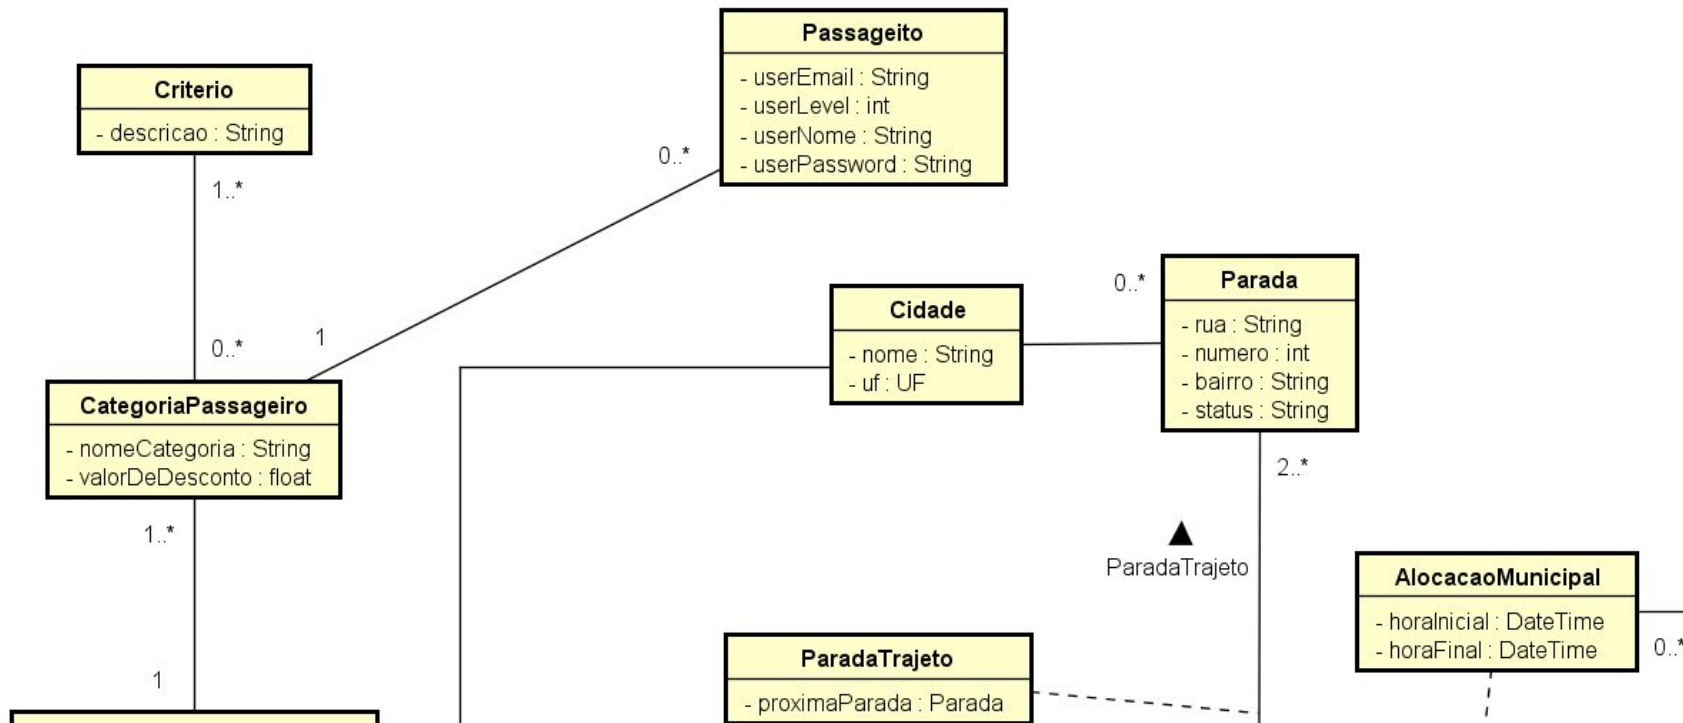 Passageito
- userEmail : String
- userLevel : int
- userNome : String
- userPassword : String
Criterio
- descricao : String
1..*
0..*
0..*
1
CategoriaPassageiro
- nomeCategoria : String
- valorDeDesconto : float
1..*
1
Cidade
- nome : String
- uf : UF
0..*
Parada
- rua : String
- numero : int
- bairro : String
- status : String
2..*
ParadaTrajeto
ParadaTrajeto
- proximaParada : Parada
AlocacaoMunicipal
- horaInicial : DateTime
- horaFinal : DateTime
0..*